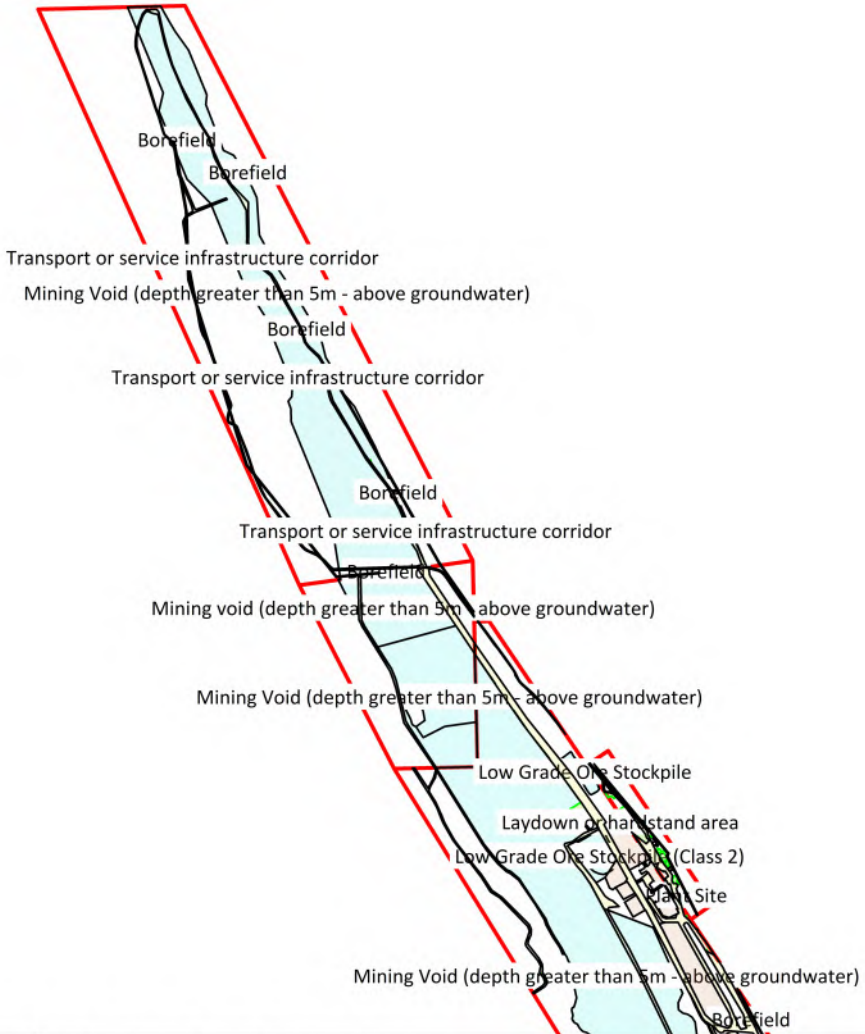 Borefield
Borefield
Transport or service infrastructure corridor
Mining Void (depth greater than 5m - above groundwater)
Borefield
Transport or service infrastructure corridor
Borefield
Transport or service infrastructure corridor
Borefield
Mining void (depth greater than 5m - above groundwater)
Mining Void (depth greater than 5m - above groundwater)
Low Grade Ore Stockpile
Laydown or hardstand area
Low Grade Ore Stockpile (Class 2)
Plant Site
Mining Void (depth greater than 5m - above groundwater)
Borefield